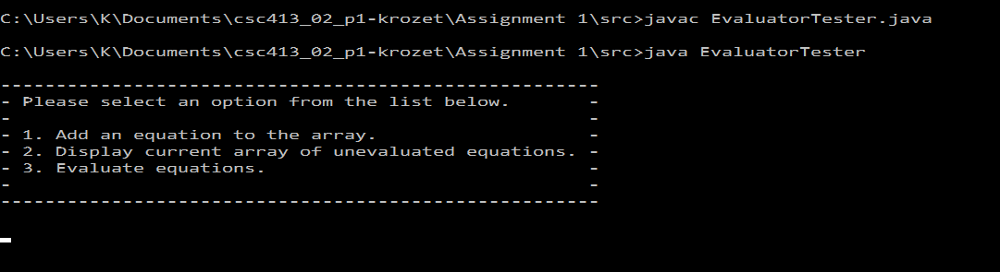 C:\Users\K\Documents\csc413_02_p1-krozet\Assignment 1\src>javac EvaluatorTester.java
C:\Users\K\Documents\csc413_02_p1-krozet\Assignment 1\src>java EvaluatorTester
------------------------------------------------------
- Please select an option from the list below.       -
-                                                    -
- 1. Add an equation to the array.                   -
- 2. Display current array of unevaluated equations. -
- 3. Evaluate equations.                             -
-                                                    -
------------------------------------------------------